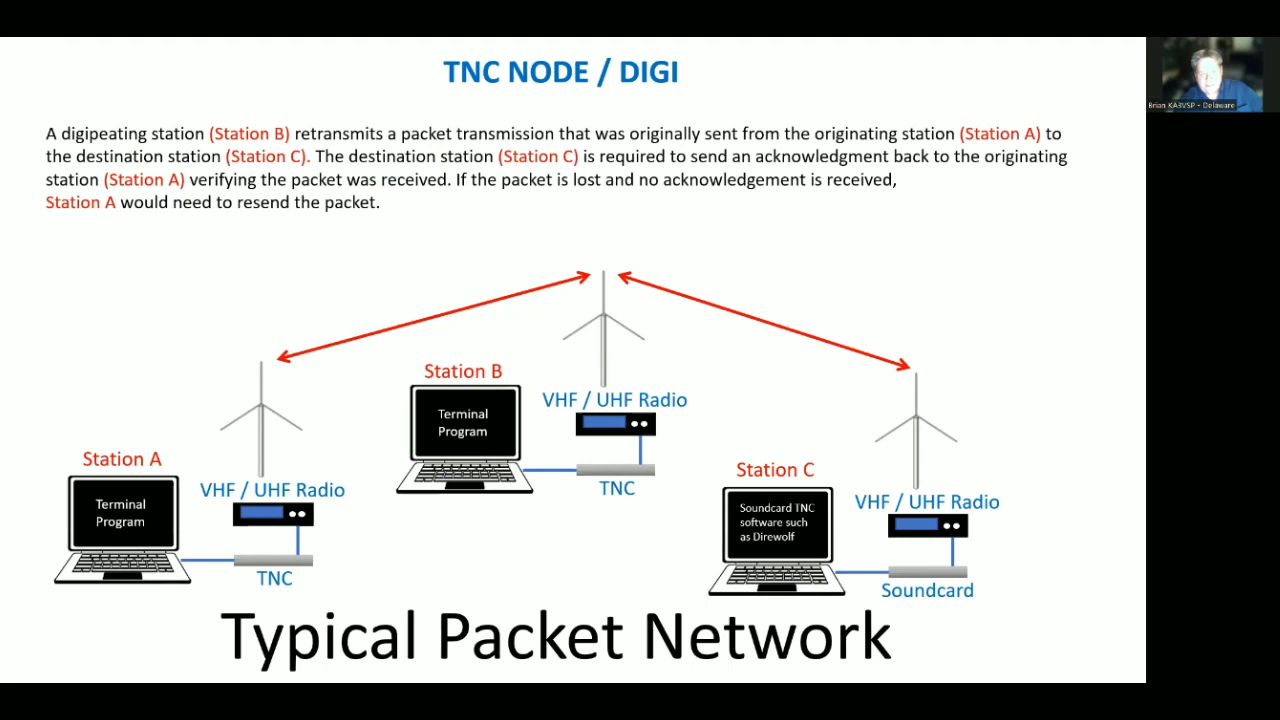 TNC NODE / DIGI
Brian KA3VSP - Delaware
A digipeating station (Station B) retransmits a packet transmission that was originally sent from the originating station (Station A) to
the destination station (Station C). The destination station (Station C) is required to send an acknowledgment back to the originating
station (Station A) verifying the packet was received. If the packet is lost and no acknowledgement is received,
Station A would need to resend the packet.
Station B
Terminal
Program
VHF / UHF Radio
TNC
Station A
Terminal
Program
VHF / UHF Radio
TNC
Station C
Soundcard TNC
software such
as Direwolf
VHF / UHF Radio
Soundcard
Typical Packet Network